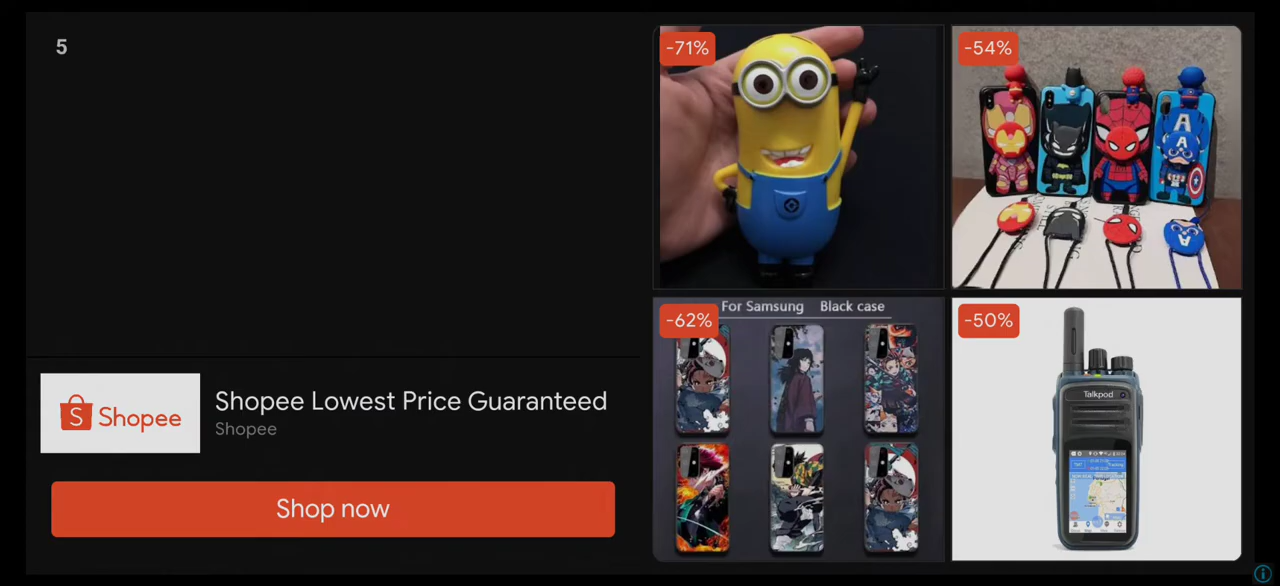 5
-71%
-54%
-62%
For Samsung Black case
-50%
Talkpod
Shopee
Shopee Lowest Price Guaranteed
Shopee
Shop now